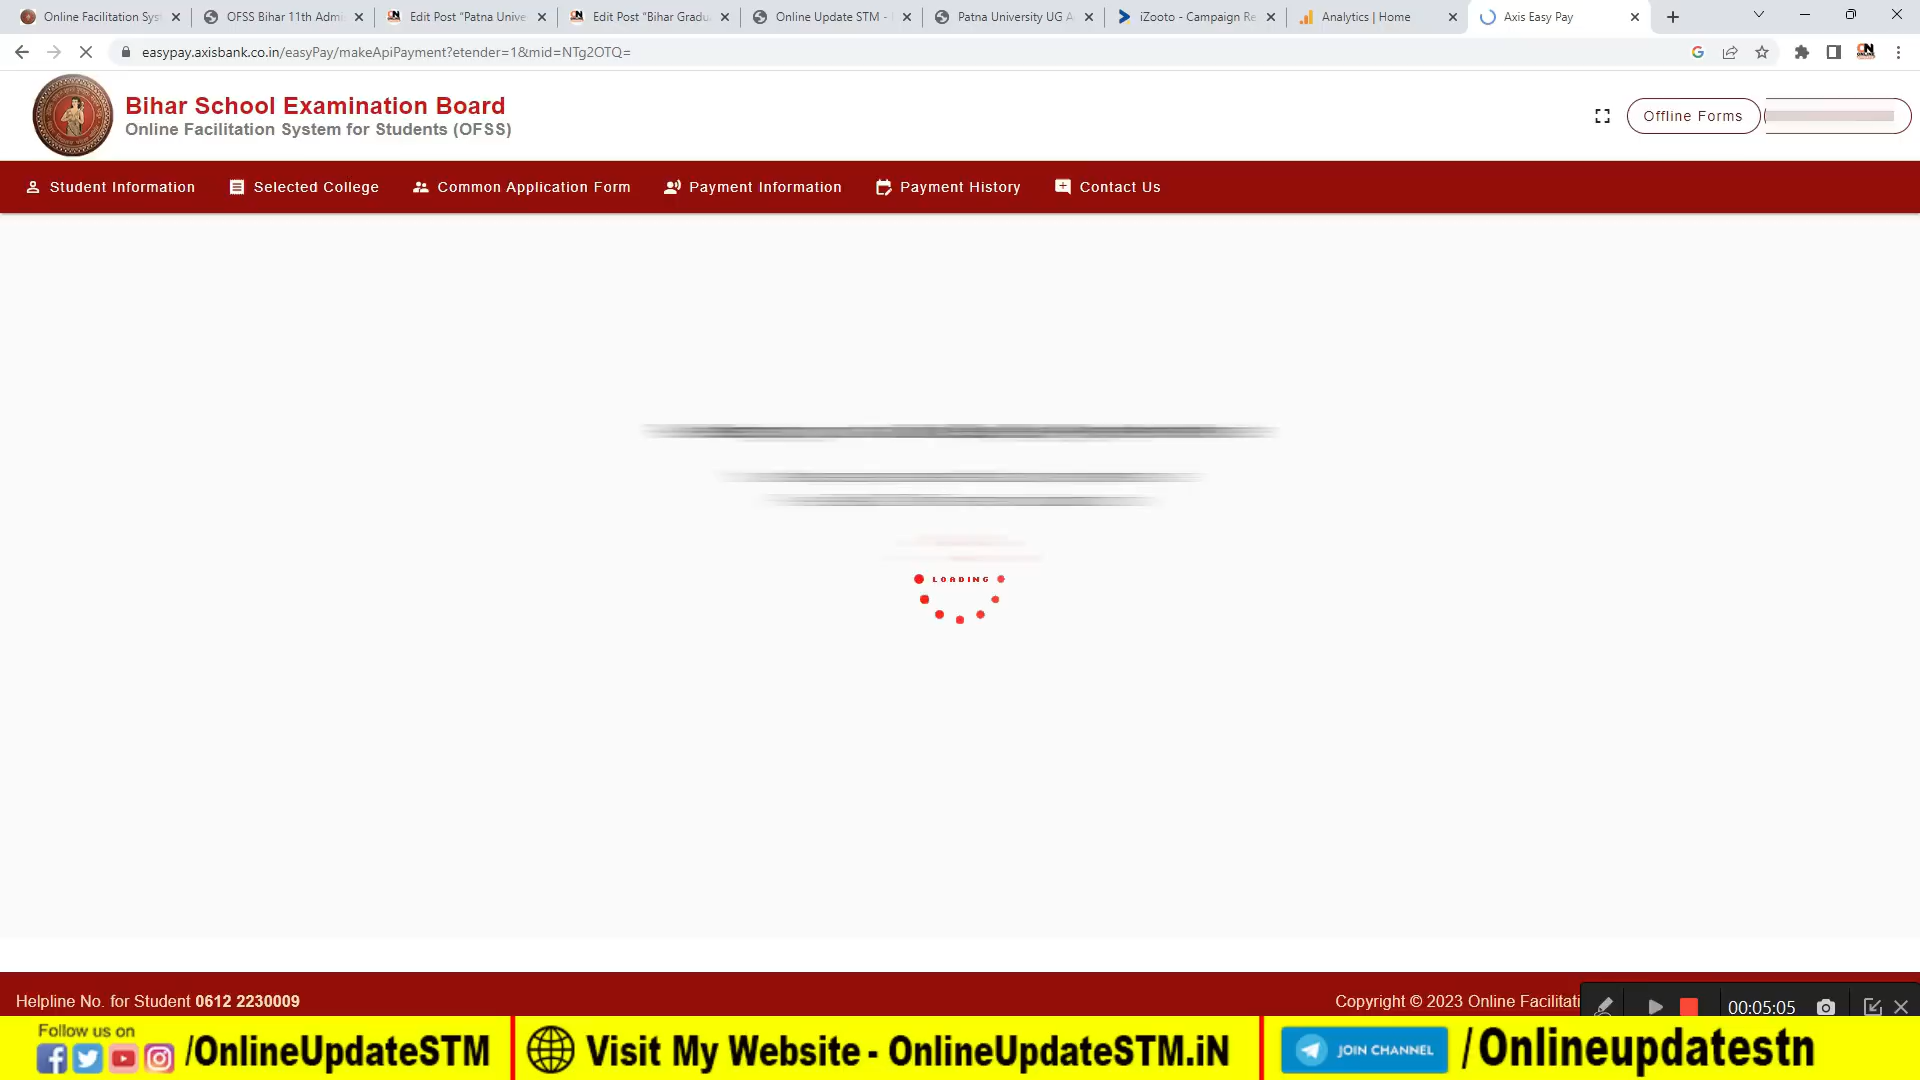 Online Facilitation Sys
OFSS Bihar 11th Admi
Edit Post "Patna Unive
Edit Post "Bihar Gradu
Online Update STM -
Patna University UG A
iZooto - Campaign Re
Analytics | Home
Axis Easy Pay
easypay.axisbank.co.in/easyPay/makeApiPayment?etender=1&mid=NTg2OTQ=
Bihar School Examination Board
Online Facilitation System for Students (OFSS)
Offline Forms
Student Information
Selected College
Common Application Form
Payment Information
Payment History
Contact Us
LOADING
Helpline No. for Student 0612 2230009
Copyright © 2023 Online Facilitati
00:05:05
Follow us on
/OnlineUpdateSTM
Visit My Website - OnlineUpdateSTM.iN
JOIN CHANNEL
/Onlineupdatestn